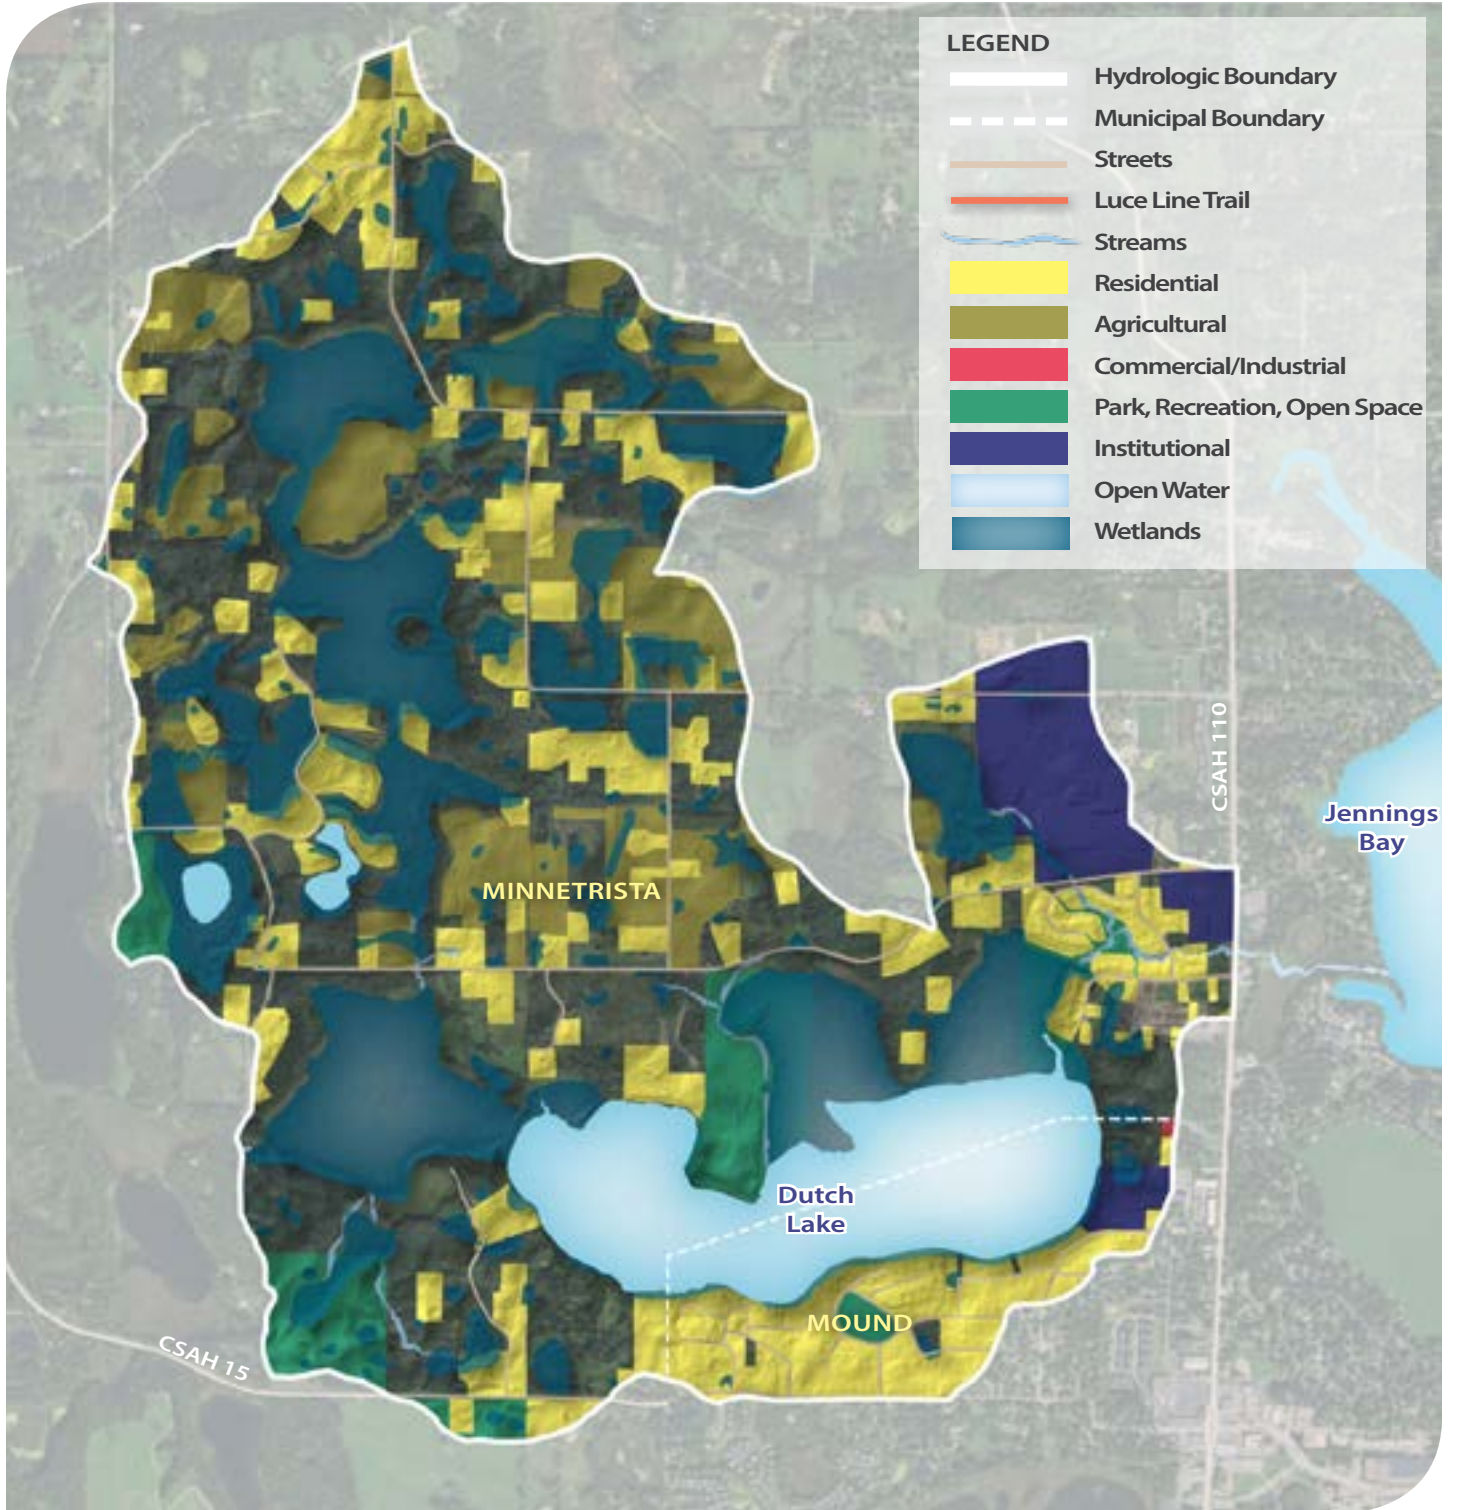 LEGEND
Hydrologic Boundary
Municipal Boundary
Streets
Luce Line Trail
Streams
Residential
Agricultural
Commercial/Industrial
Park, Recreation, Open Space
Institutional
Open Water
Wetlands
CSAH 110
Jennings
Bay
MINNETRISTA
Dutch
Lake
MOUND
CSAH 15